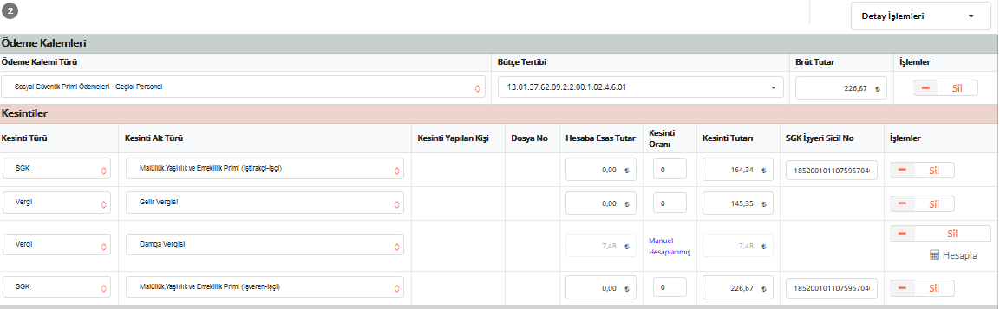 2
Detay İşlemleri
Ödeme Kalemleri
Ödeme Kalemi Türü Bütçe Tertibi Brüt Tutar İşlemler
Sosyal Güvenlik Primi Ödemeleri - Geçici Personel 13.01.37.62.09.2.2.00.1.02.4.6.01 226,67 ₺ Sil
Kesintiler
Kesinti Türü Kesinti Alt Türü Kesinti Yapılan Kişi Dosya No Hesaba Esas Tutar Kesinti Oranı Kesinti Tutarı SGK İşyeri Sicil No İşlemler
SGK Malüllük,Yaşlılık ve Emeklilik Primi (İştirakçi-İşçi) 0,00 ₺ 0 164,34 ₺ 185200101107595704 Sil
Vergi Gelir Vergisi 0,00 ₺ 0 145,35 ₺ Sil
Vergi Damga Vergisi 7,48 ₺ Manuel Hesaplanmış 7,48 ₺ Sil
Hesapla
SGK Malüllük,Yaşlılık ve Emeklilik Primi (İşveren-İşçi) 0,00 ₺ 0 226,67 ₺ 185200101107595704 Sil